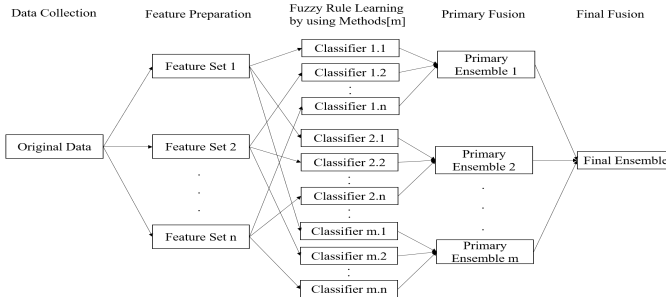 Data Collection
Feature Preparation
Fuzzy Rule Learning
by using Methods[m]
Primary Fusion
Final Fusion
Original Data
Feature Set 1
Feature Set 2
.
.
.
Feature Set n
Classifier 1.1
Classifier 1.2
:
Classifier 1.n
Classifier 2.1
Classifier 2.2
:
Classifier 2.n
:
Classifier m.1
Classifier m.2
:
Classifier m.n
Primary
Ensemble 1
Primary
Ensemble 2
.
.
.
Primary
Ensemble m
Final Ensemble